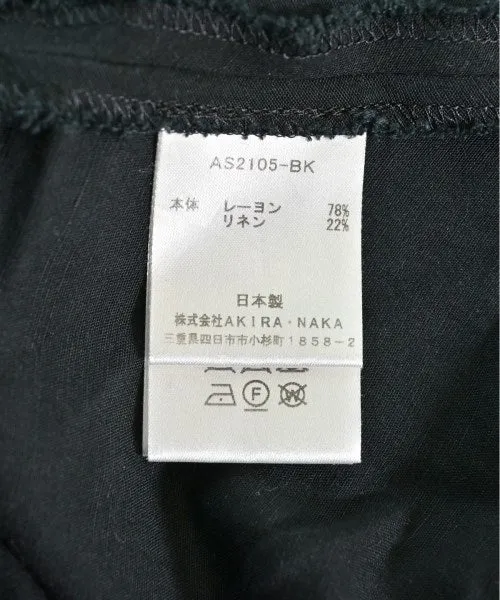 AS2105-BK
本体 レーヨン 78%
リネン 22%
日本製
株式会社AKIRA・NAKA
三重県四日市市小杉町1858-2
F W